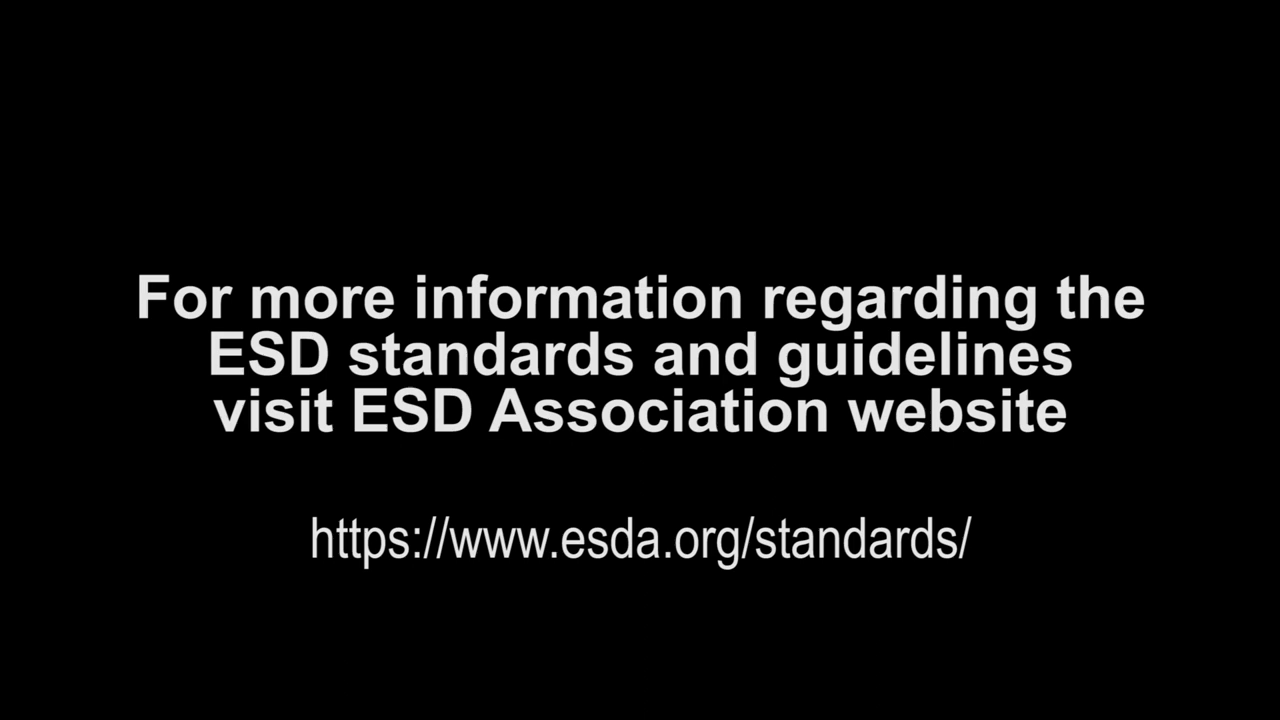 For more information regarding the
ESD standards and guidelines
visit ESD Association website
https://www.esda.org/standards/